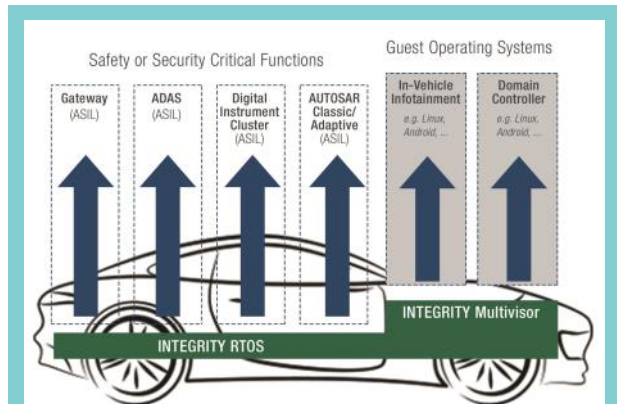 Safety or Security Critical Functions
Guest Operating Systems
Gateway
(ASIL)
ADAS
(ASIL)
Digital
Instrument
Cluster
(ASIL)
AUTOSAR
Classic/
Adaptive
(ASIL)
In-Vehicle
Infotainment
e.g. Linux,
Android, ...
Domain
Controller
e.g. Linux,
Android, ...
INTEGRITY Multivisor
INTEGRITY RTOS